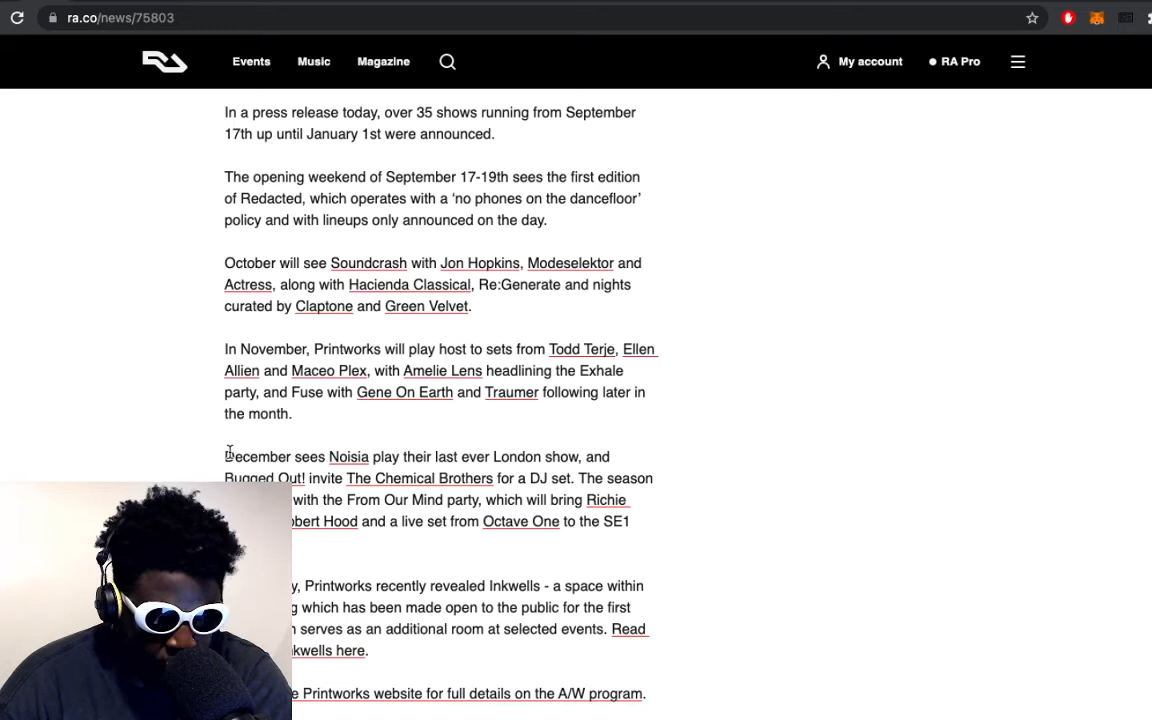 ra.co/news/75803
Events Music Magazine My account RA Pro
In a press release today, over 35 shows running from September
17th up until January 1st were announced.
The opening weekend of September 17-19th sees the first edition
of Redacted, which operates with a ‘no phones on the dancefloor’
policy and with lineups only announced on the day.
October will see Soundcrash with Jon Hopkins, Modeselektor and
Actress, along with Hacienda Classical, Re:Generate and nights
curated by Claptone and Green Velvet.
In November, Printworks will play host to sets from Todd Terje, Ellen
Allien and Maceo Plex, with Amelie Lens headlining the Exhale
party, and Fuse with Gene On Earth and Traumer following later in
the month.
December sees Noisia play their last ever London show, and
Bugged Out! invite The Chemical Brothers for a DJ set. The season
with the From Our Mind party, which will bring Richie
Hood and a live set from Octave One to the SE1
Printworks recently revealed Inkwells - a space within
which has been made open to the public for the first
serves as an additional room at selected events. Read
here.
Printworks website for full details on the A/W program.